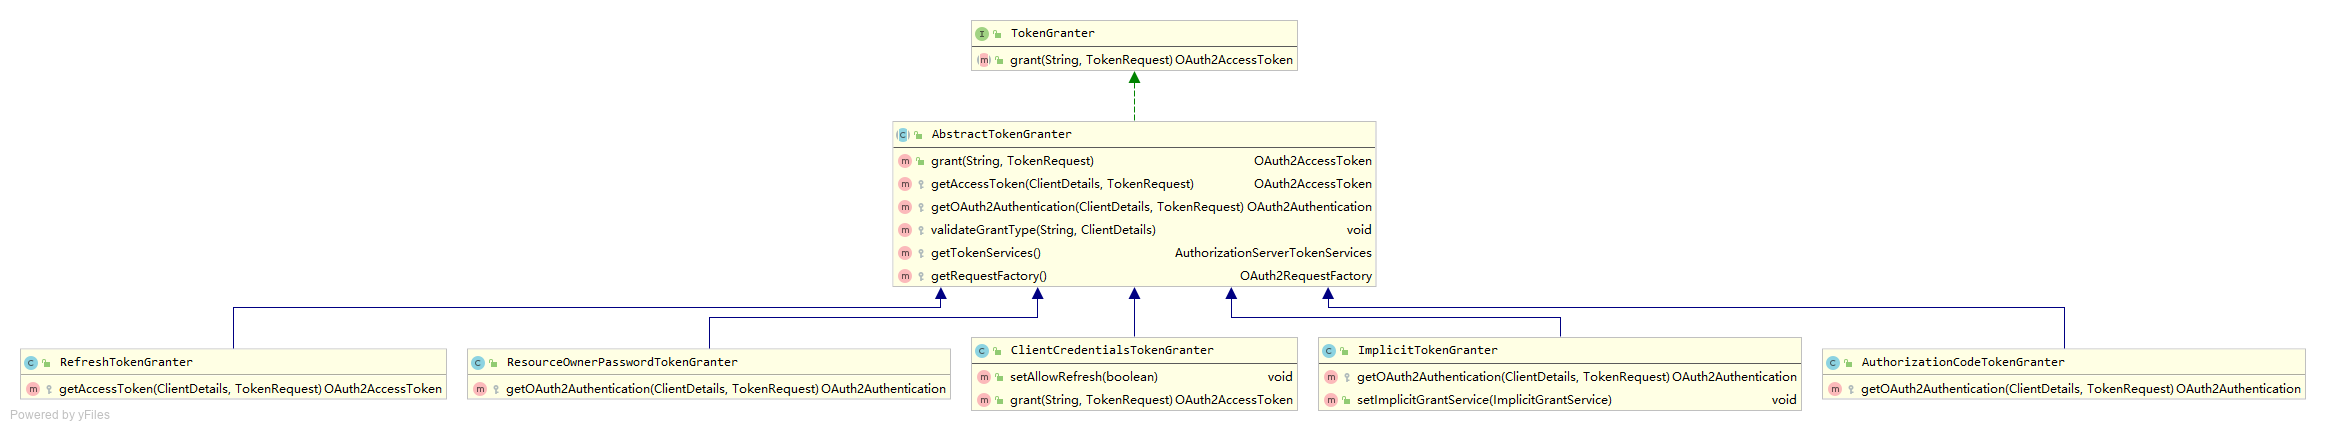 TokenGranter
grant(String, TokenRequest) OAuth2AccessToken
AbstractTokenGranter
grant(String, TokenRequest) OAuth2AccessToken
getAccessToken(ClientDetails, TokenRequest) OAuth2AccessToken
getOAuth2Authentication(ClientDetails, TokenRequest) OAuth2Authentication
validateGrantType(String, ClientDetails) void
getTokenServices() AuthorizationServerTokenServices
getRequestFactory() OAuth2RequestFactory
RefreshTokenGranter
getAccessToken(ClientDetails, TokenRequest) OAuth2AccessToken
ResourceOwnerPasswordTokenGranter
getOAuth2Authentication(ClientDetails, TokenRequest) OAuth2Authentication
ClientCredentialsTokenGranter
setAllowRefresh(boolean) void
grant(String, TokenRequest) OAuth2AccessToken
ImplicitTokenGranter
getOAuth2Authentication(ClientDetails, TokenRequest) OAuth2Authentication
setImplicitGrantService(ImplicitGrantService) void
AuthorizationCodeTokenGranter
getOAuth2Authentication(ClientDetails, TokenRequest) OAuth2Authentication
Powered by yFiles